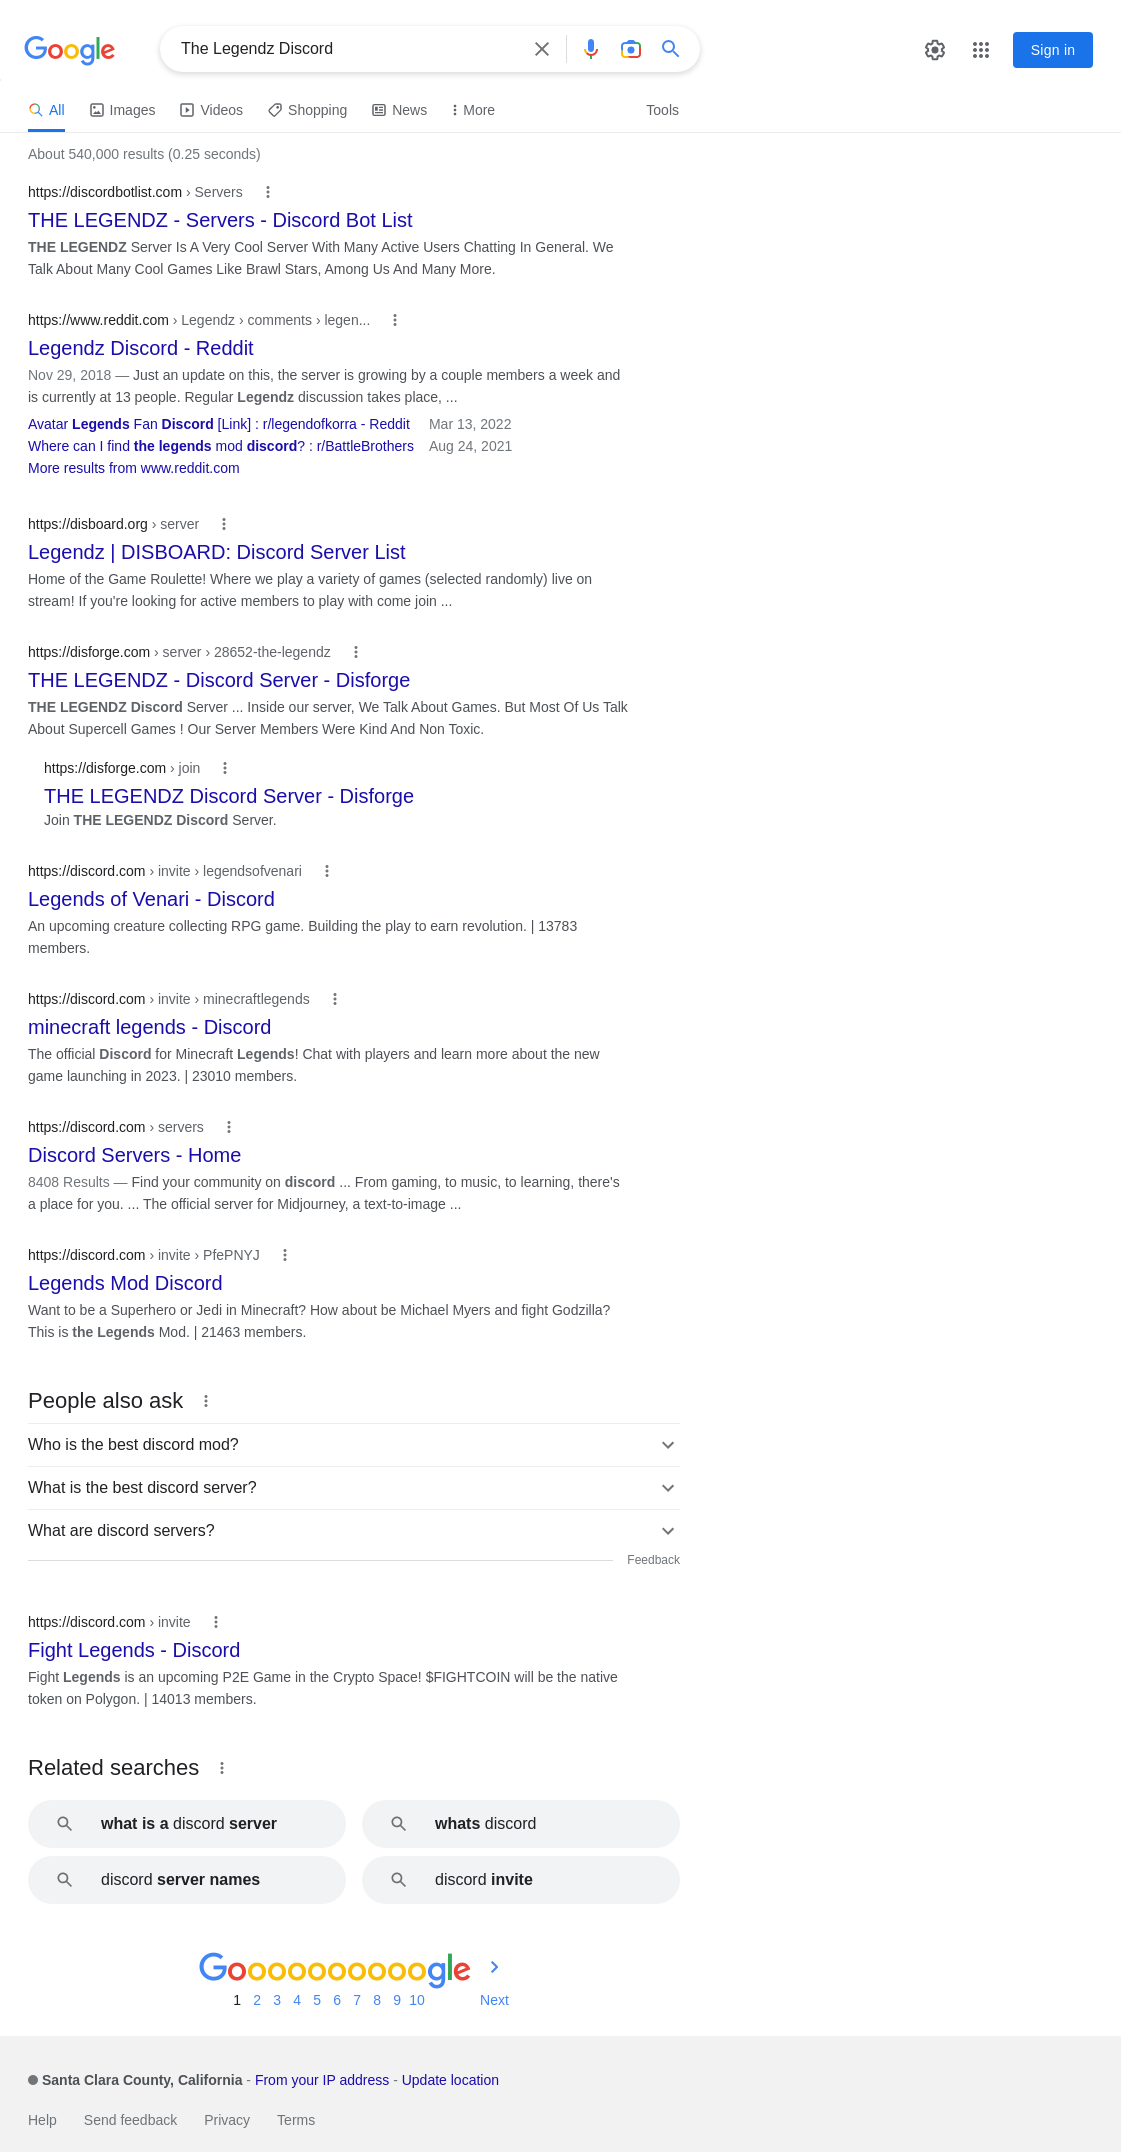 Google
The Legendz Discord
Sign in
All Images Videos Shopping News More Tools
About 540,000 results (0.25 seconds)
https://discordbotlist.com › Servers
THE LEGENDZ - Servers - Discord Bot List
THE LEGENDZ Server Is A Very Cool Server With Many Active Users Chatting In General. We
Talk About Many Cool Games Like Brawl Stars, Among Us And Many More.
https://www.reddit.com › Legendz › comments › legen...
Legendz Discord - Reddit
Nov 29, 2018 — Just an update on this, the server is growing by a couple members a week and
is currently at 13 people. Regular Legendz discussion takes place, ...
Avatar Legends Fan Discord [Link] : r/legendofkorra - Reddit Mar 13, 2022
Where can I find the legends mod discord? : r/BattleBrothers Aug 24, 2021
More results from www.reddit.com
https://disboard.org › server
Legendz | DISBOARD: Discord Server List
Home of the Game Roulette! Where we play a variety of games (selected randomly) live on
stream! If you're looking for active members to play with come join ...
https://disforge.com › server › 28652-the-legendz
THE LEGENDZ - Discord Server - Disforge
THE LEGENDZ Discord Server ... Inside our server, We Talk About Games. But Most Of Us Talk
About Supercell Games ! Our Server Members Were Kind And Non Toxic.
https://disforge.com › join
THE LEGENDZ Discord Server - Disforge
Join THE LEGENDZ Discord Server.
https://discord.com › invite › legendsofvenari
Legends of Venari - Discord
An upcoming creature collecting RPG game. Building the play to earn revolution. | 13783
members.
https://discord.com › invite › minecraftlegends
minecraft legends - Discord
The official Discord for Minecraft Legends! Chat with players and learn more about the new
game launching in 2023. | 23010 members.
https://discord.com › servers
Discord Servers - Home
8408 Results — Find your community on discord ... From gaming, to music, to learning, there's
a place for you. ... The official server for Midjourney, a text-to-image ...
https://discord.com › invite › PfePNYJ
Legends Mod Discord
Want to be a Superhero or Jedi in Minecraft? How about be Michael Myers and fight Godzilla?
This is the Legends Mod. | 21463 members.
People also ask
Who is the best discord mod?
What is the best discord server?
What are discord servers?
Feedback
https://discord.com › invite
Fight Legends - Discord
Fight Legends is an upcoming P2E Game in the Crypto Space! $FIGHTCOIN will be the native
token on Polygon. | 14013 members.
Related searches
what is a discord server whats discord
discord server names discord invite
Goooooooooogle
1 2 3 4 5 6 7 8 9 10 Next
Santa Clara County, California - From your IP address - Update location
Help Send feedback Privacy Terms